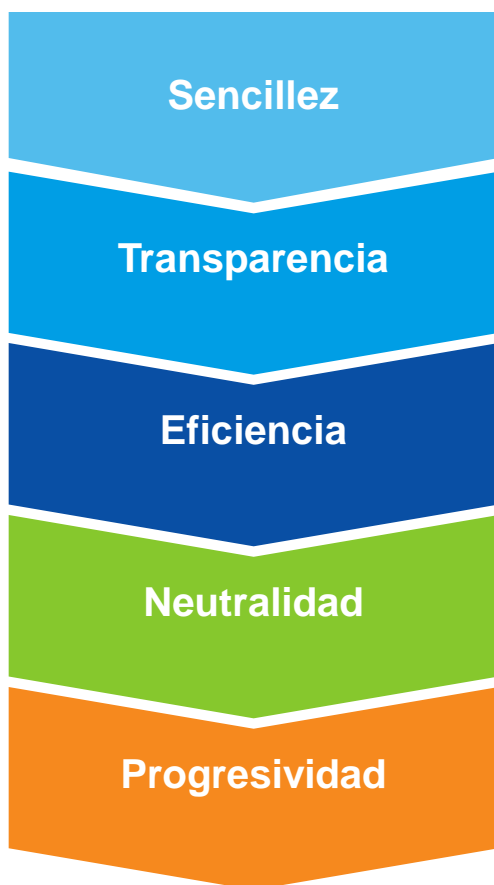 Sencillez
Transparencia
Eficiencia
Neutralidad
Progresividad